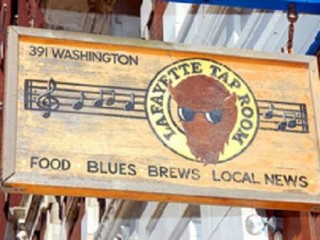 391 WASHINGTON
LAFAYETTE TAP ROOM
FOOD BLUES BREWS LOCAL NEWS